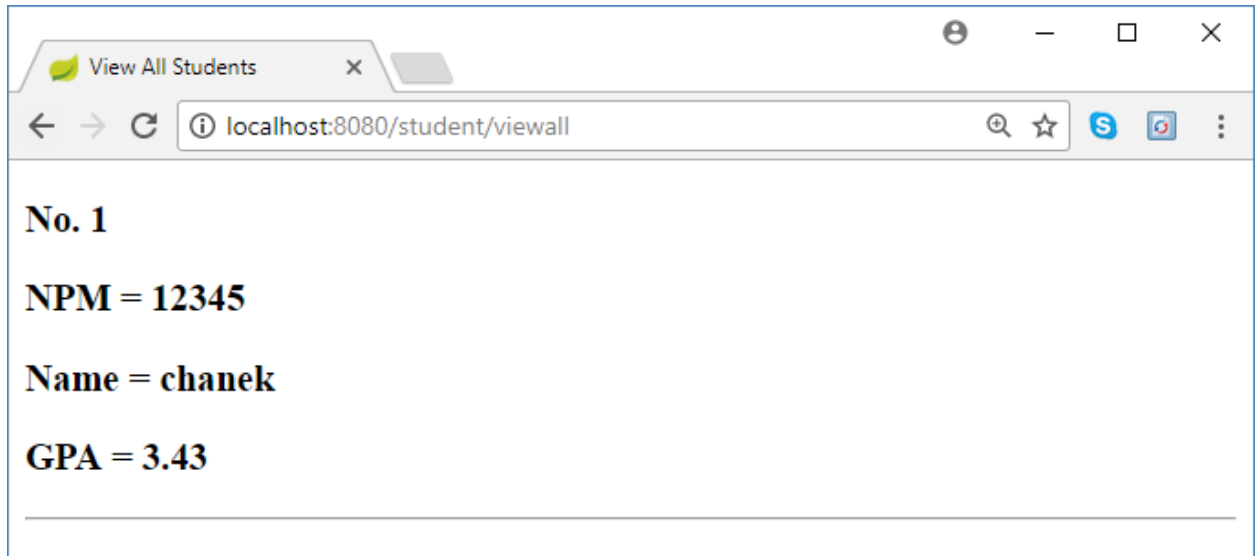 View All Students
localhost:8080/student/viewall
No. 1
NPM = 12345
Name = chanek
GPA = 3.43